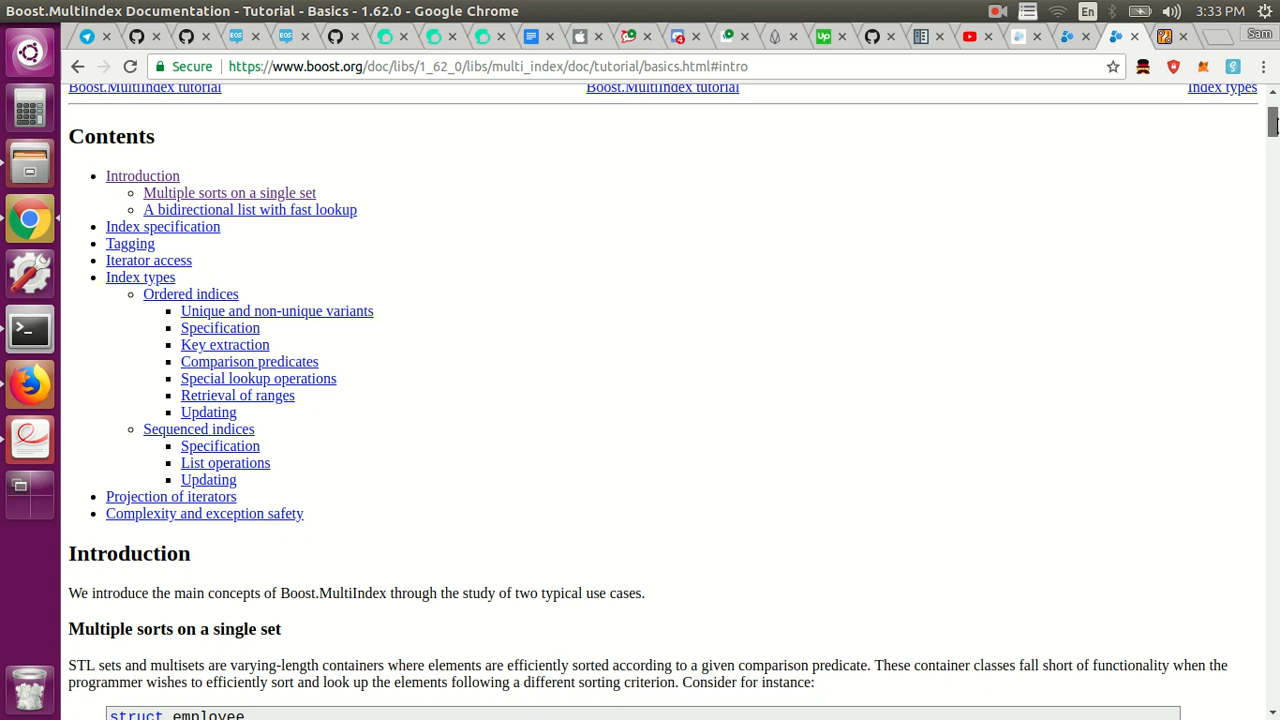 Boost.MultiIndex Documentation - Tutorial - Basics - 1.62.0 - Google Chrome
En
3:33 PM
Sam
Secure
https://www.boost.org/doc/libs/1_62_0/libs/multi_index/doc/tutorial/basics.html#intro
Boost.MultiIndex tutorial
Boost.MultiIndex tutorial
Index types
Contents
• Introduction
◦ Multiple sorts on a single set
◦ A bidirectional list with fast lookup
• Index specification
• Tagging
• Iterator access
• Index types
◦ Ordered indices
▪ Unique and non-unique variants
▪ Specification
▪ Key extraction
▪ Comparison predicates
▪ Special lookup operations
▪ Retrieval of ranges
▪ Updating
◦ Sequenced indices
▪ Specification
▪ List operations
▪ Updating
• Projection of iterators
• Complexity and exception safety
Introduction
We introduce the main concepts of Boost.MultiIndex through the study of two typical use cases.
Multiple sorts on a single set
STL sets and multisets are varying-length containers where elements are efficiently sorted according to a given comparison predicate. These container classes fall short of functionality when the
programmer wishes to efficiently sort and look up the elements following a different sorting criterion. Consider for instance:
struct employee